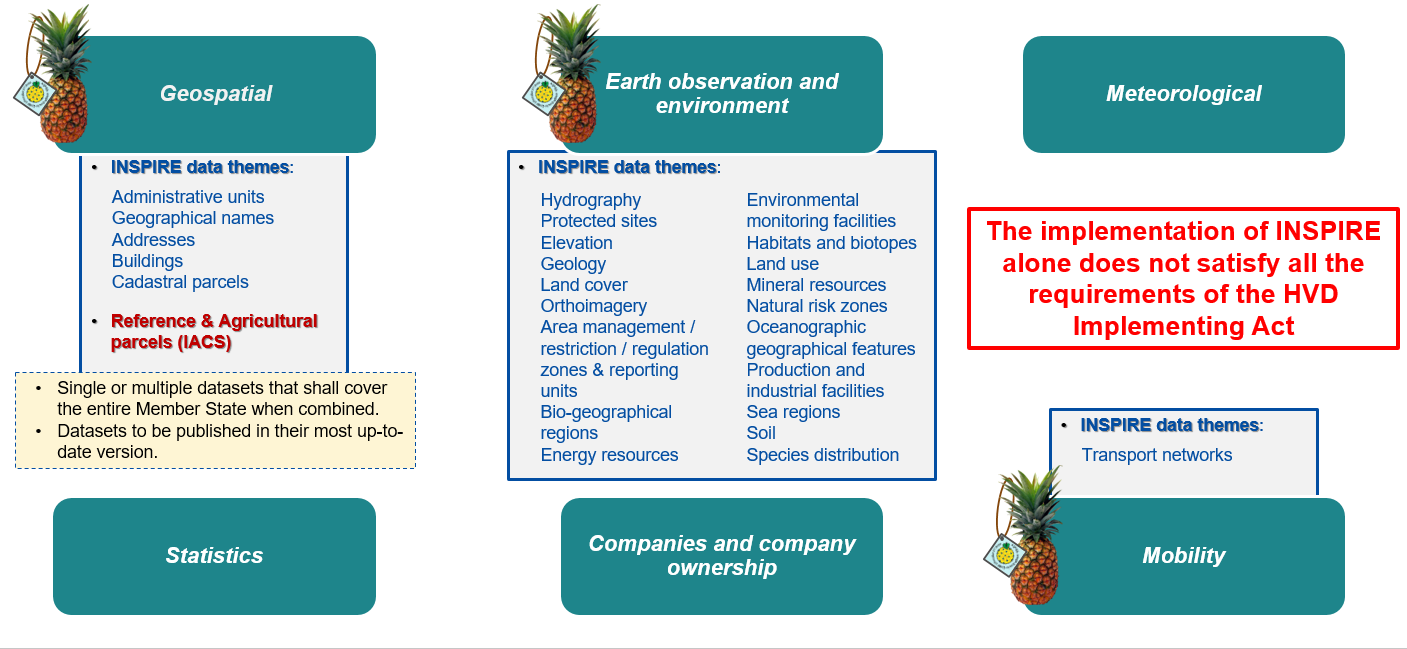 Geospatial
• INSPIRE data themes:
Administrative units
Geographical names
Addresses
Buildings
Cadastral parcels
• Reference & Agricultural
parcels (IACS)
• Single or multiple datasets that shall cover
the entire Member State when combined.
• Datasets to be published in their most up-to-
date version.
Earth observation and
environment
• INSPIRE data themes:
Hydrography
Protected sites
Elevation
Geology
Land cover
Orthoimagery
Area management /
restriction / regulation
zones & reporting
units
Bio-geographical
regions
Energy resources
Environmental
monitoring facilities
Habitats and biotopes
Land use
Mineral resources
Natural risk zones
Oceanographic
geographical features
Production and
industrial facilities
Sea regions
Soil
Species distribution
Meteorological
The implementation of INSPIRE
alone does not satisfy all the
requirements of the HVD
Implementing Act
• INSPIRE data themes:
Transport networks
Statistics
Companies and company
ownership
Mobility